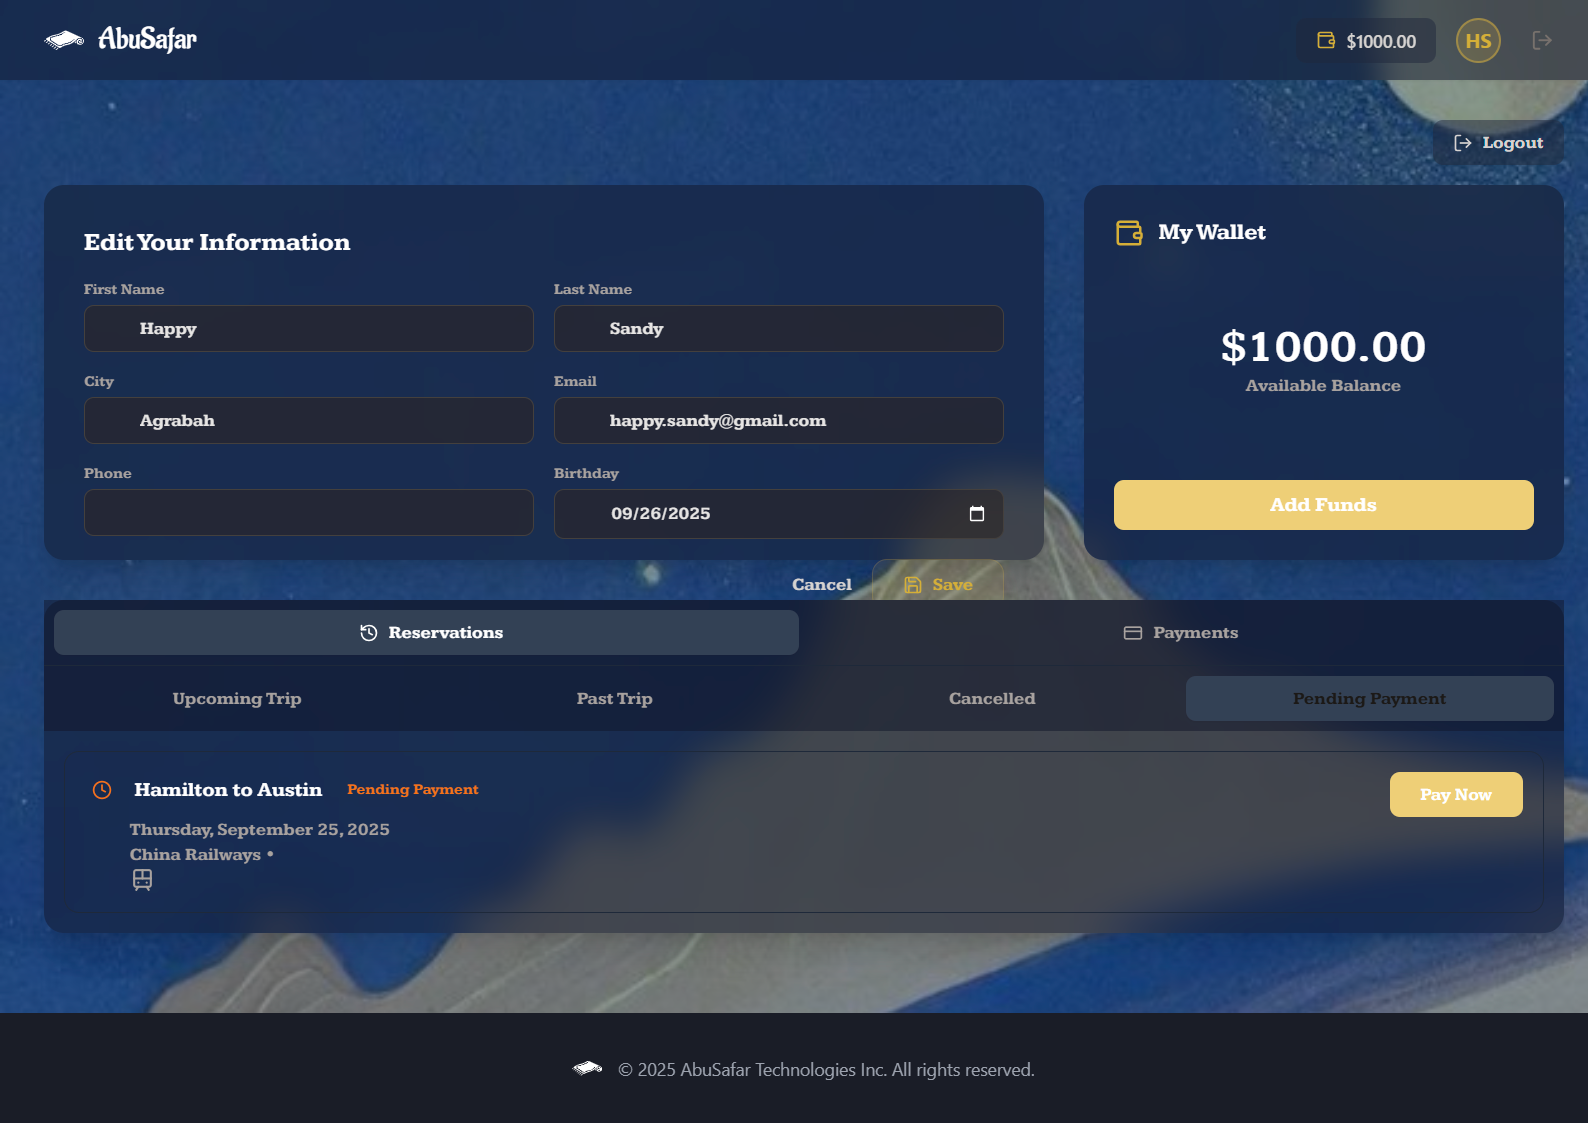 AbuSafar
$1000.00
HS
Logout
Edit Your Information
First Name
Last Name
Happy
Sandy
City
Email
Agrabah
happy.sandy@gmail.com
Phone
Birthday
09/26/2025
Cancel
Save
My Wallet
$1000.00
Available Balance
Add Funds
Reservations
Payments
Upcoming Trip
Past Trip
Cancelled
Pending Payment
Hamilton to Austin
Pending Payment
Pay Now
Thursday, September 25, 2025
China Railways •
© 2025 AbuSafar Technologies Inc. All rights reserved.